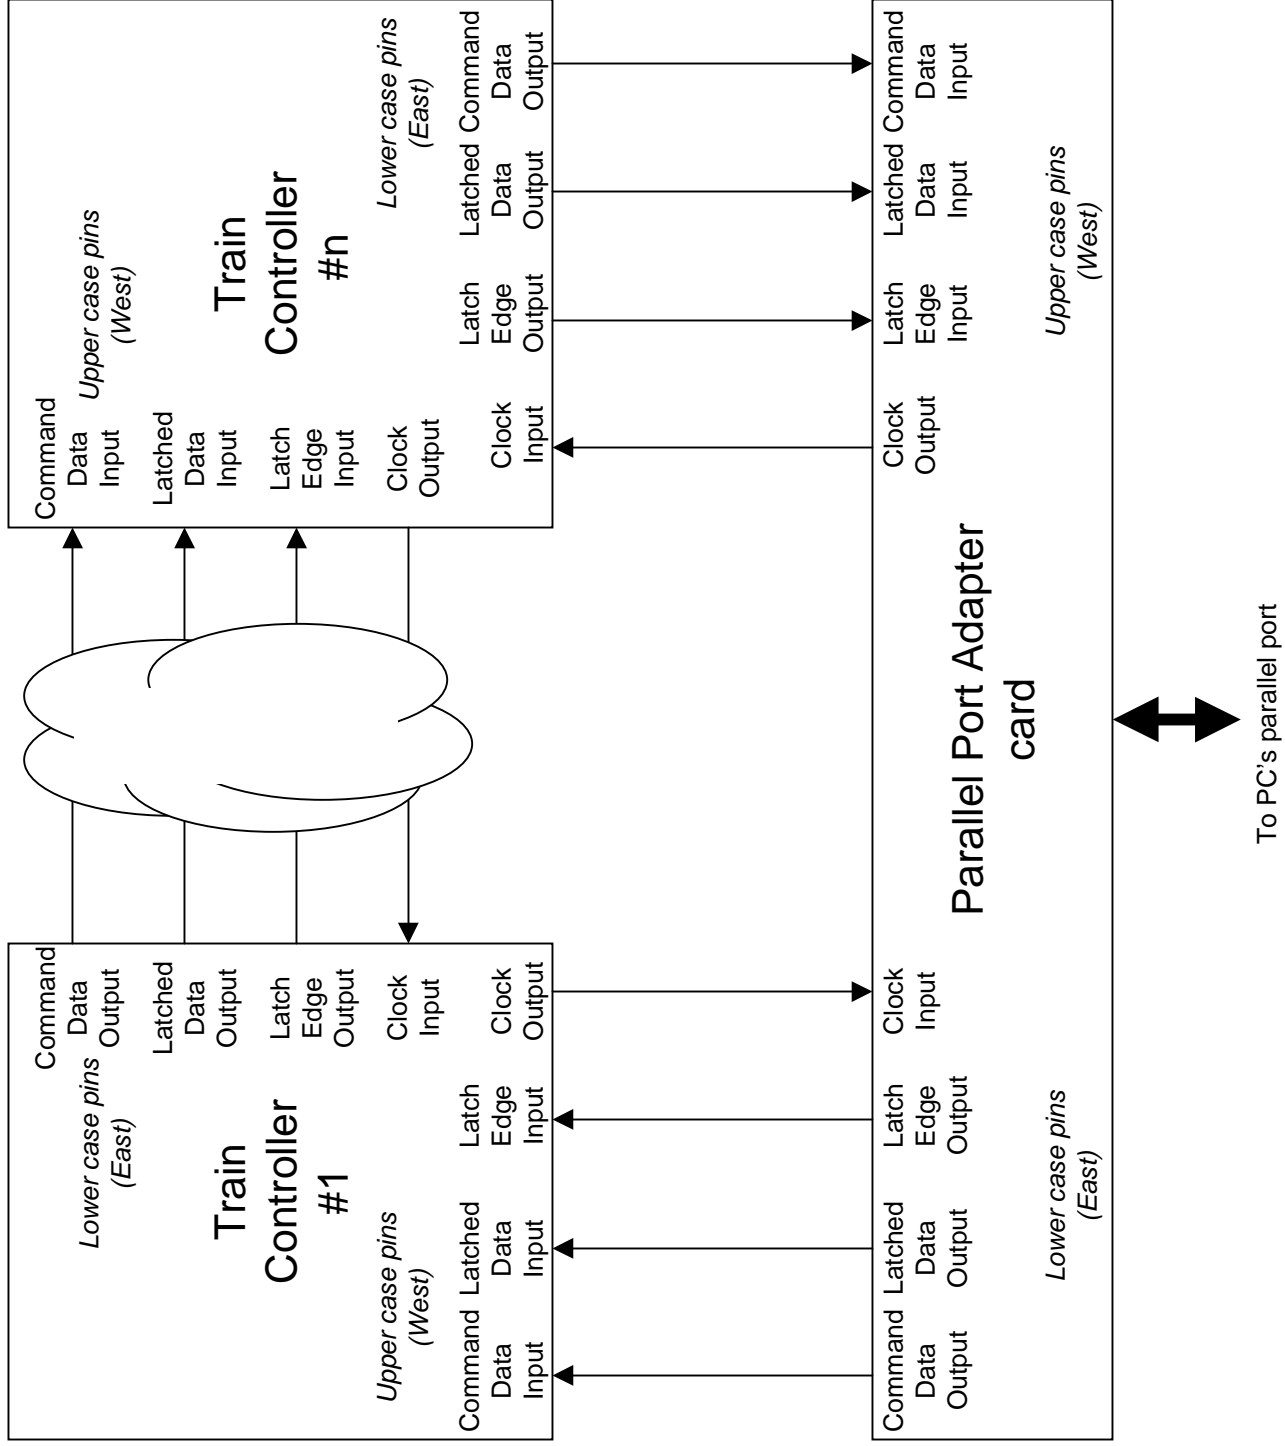 Command
Data
Output
Latched
Data
Output
Latch
Edge
Output
Clock
Input
Clock
Output
Lower case pins
(East)
Train
Controller
#1
Upper case pins
(West)
Command
Data
Input
Latched
Data
Input
Latch
Edge
Input
Command
Data
Input
Latched
Data
Input
Latch
Edge
Input
Clock
Output
Clock
Input
Upper case pins
(West)
Train
Controller
#n
Lower case pins
(East)
Latch
Edge
Output
Latched
Data
Output
Command
Data
Output
Command
Data
Output
Latched
Data
Output
Latch
Edge
Output
Clock
Input
Clock
Output
Latch
Edge
Input
Latched
Data
Input
Command
Data
Input
Lower case pins
(East)
Parallel Port Adapter
card
Upper case pins
(West)
To PC's parallel port